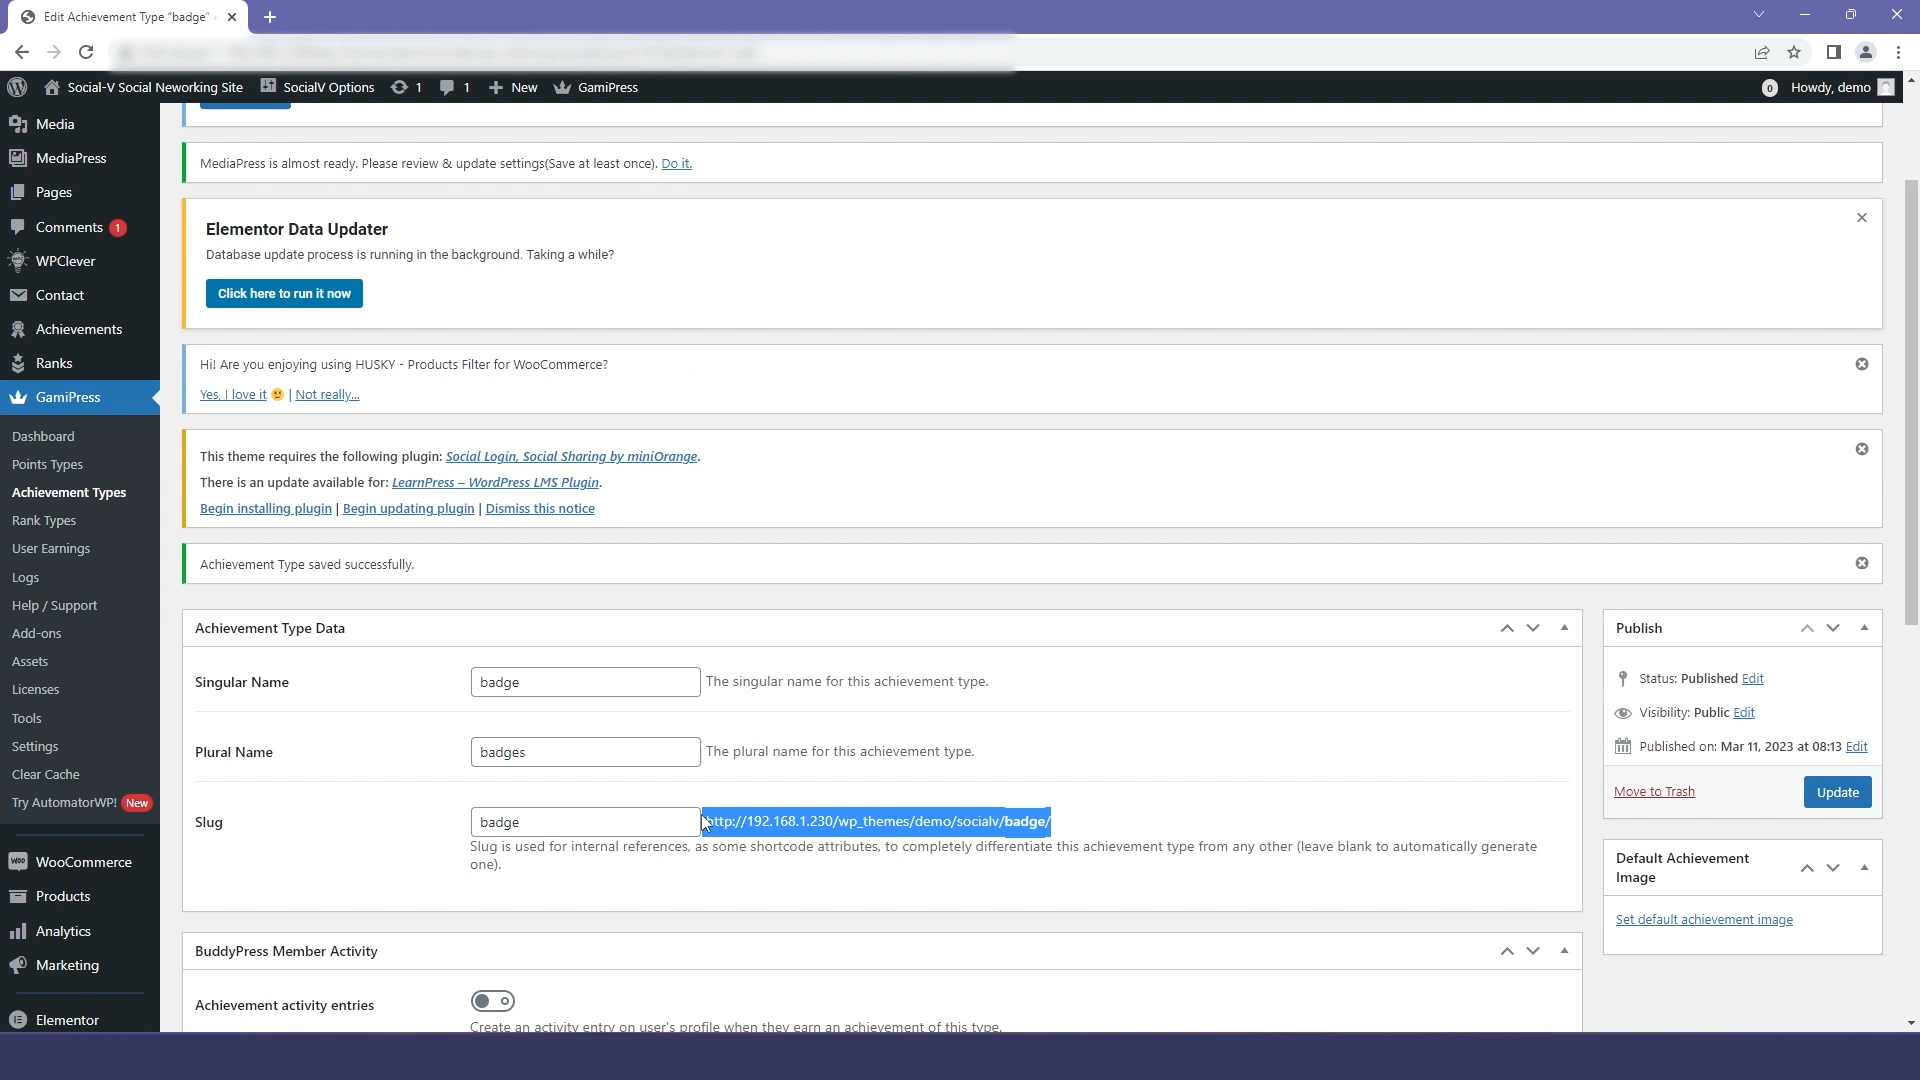 Edit Achievement Type "badge"
Social-V Social Neworking Site
SocialV Options
1
1
New
GamiPress
0
Howdy, demo
Media
MediaPress
Pages
Comments 1
WPClever
Contact
Achievements
Ranks
GamiPress
Dashboard
Points Types
Achievement Types
Rank Types
User Earnings
Logs
Help / Support
Add-ons
Assets
Licenses
Tools
Settings
Clear Cache
Try AutomatorWP! New
WooCommerce
Products
Analytics
Marketing
Elementor
MediaPress is almost ready. Please review & update settings(Save at least once). Do it.
Elementor Data Updater
Database update process is running in the background. Taking a while?
Click here to run it now
Hi! Are you enjoying using HUSKY - Products Filter for WooCommerce?
Yes, I love it 🙂 | Not really...
This theme requires the following plugin: Social Login, Social Sharing by miniOrange.
There is an update available for: LearnPress – WordPress LMS Plugin.
Begin installing plugin | Begin updating plugin | Dismiss this notice
Achievement Type saved successfully.
Achievement Type Data
Singular Name
badge
The singular name for this achievement type.
Plural Name
badges
The plural name for this achievement type.
Slug
badge
http://192.168.1.230/wp_themes/demo/socialv/badge/
Slug is used for internal references, as some shortcode attributes, to completely differentiate this achievement type from any other (leave blank to automatically generate
one).
BuddyPress Member Activity
Achievement activity entries
Create an activity entry on user's profile when they earn an achievement of this type.
Publish
Status: Published Edit
Visibility: Public Edit
Published on: Mar 11, 2023 at 08:13 Edit
Move to Trash
Update
Default Achievement
Image
Set default achievement image